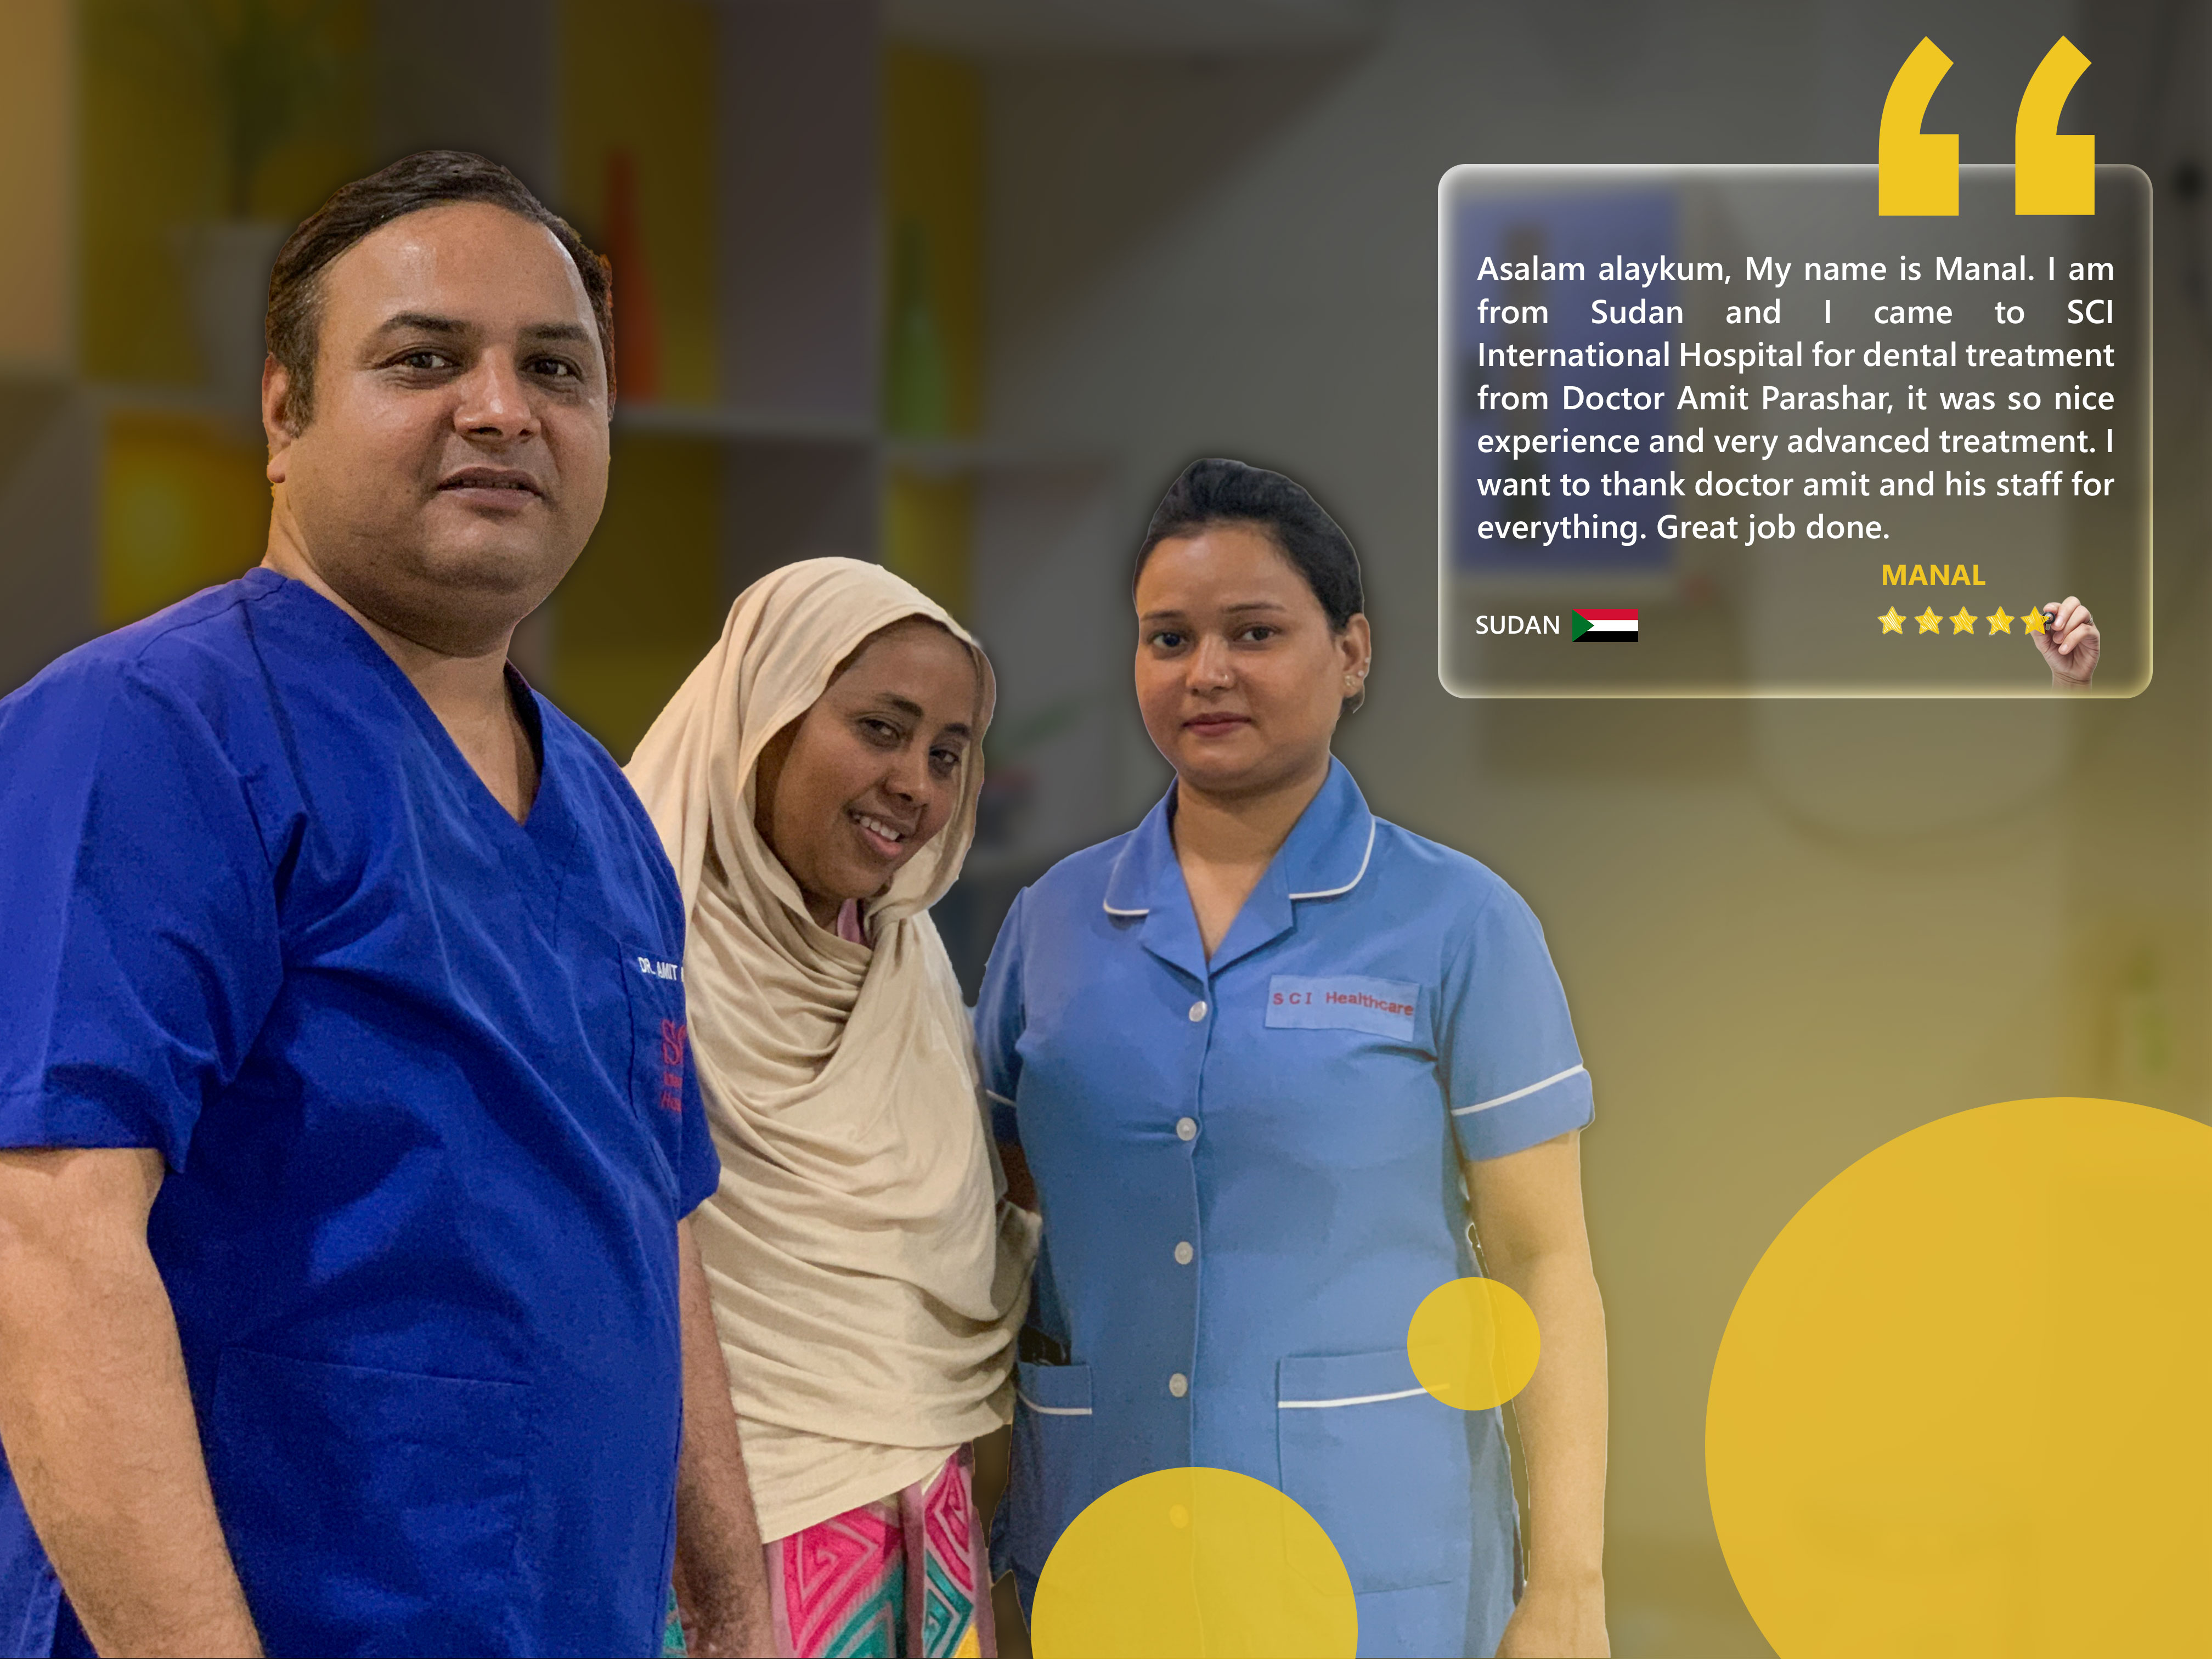 Asalam alaykum, My name is Manal. I am
from Sudan and I came to SCI
International Hospital for dental treatment
from Doctor Amit Parashar, it was so nice
experience and very advanced treatment. I
want to thank doctor amit and his staff for
everything. Great job done.
MANAL
SUDAN
DR. AMIT
S C I Healthcare